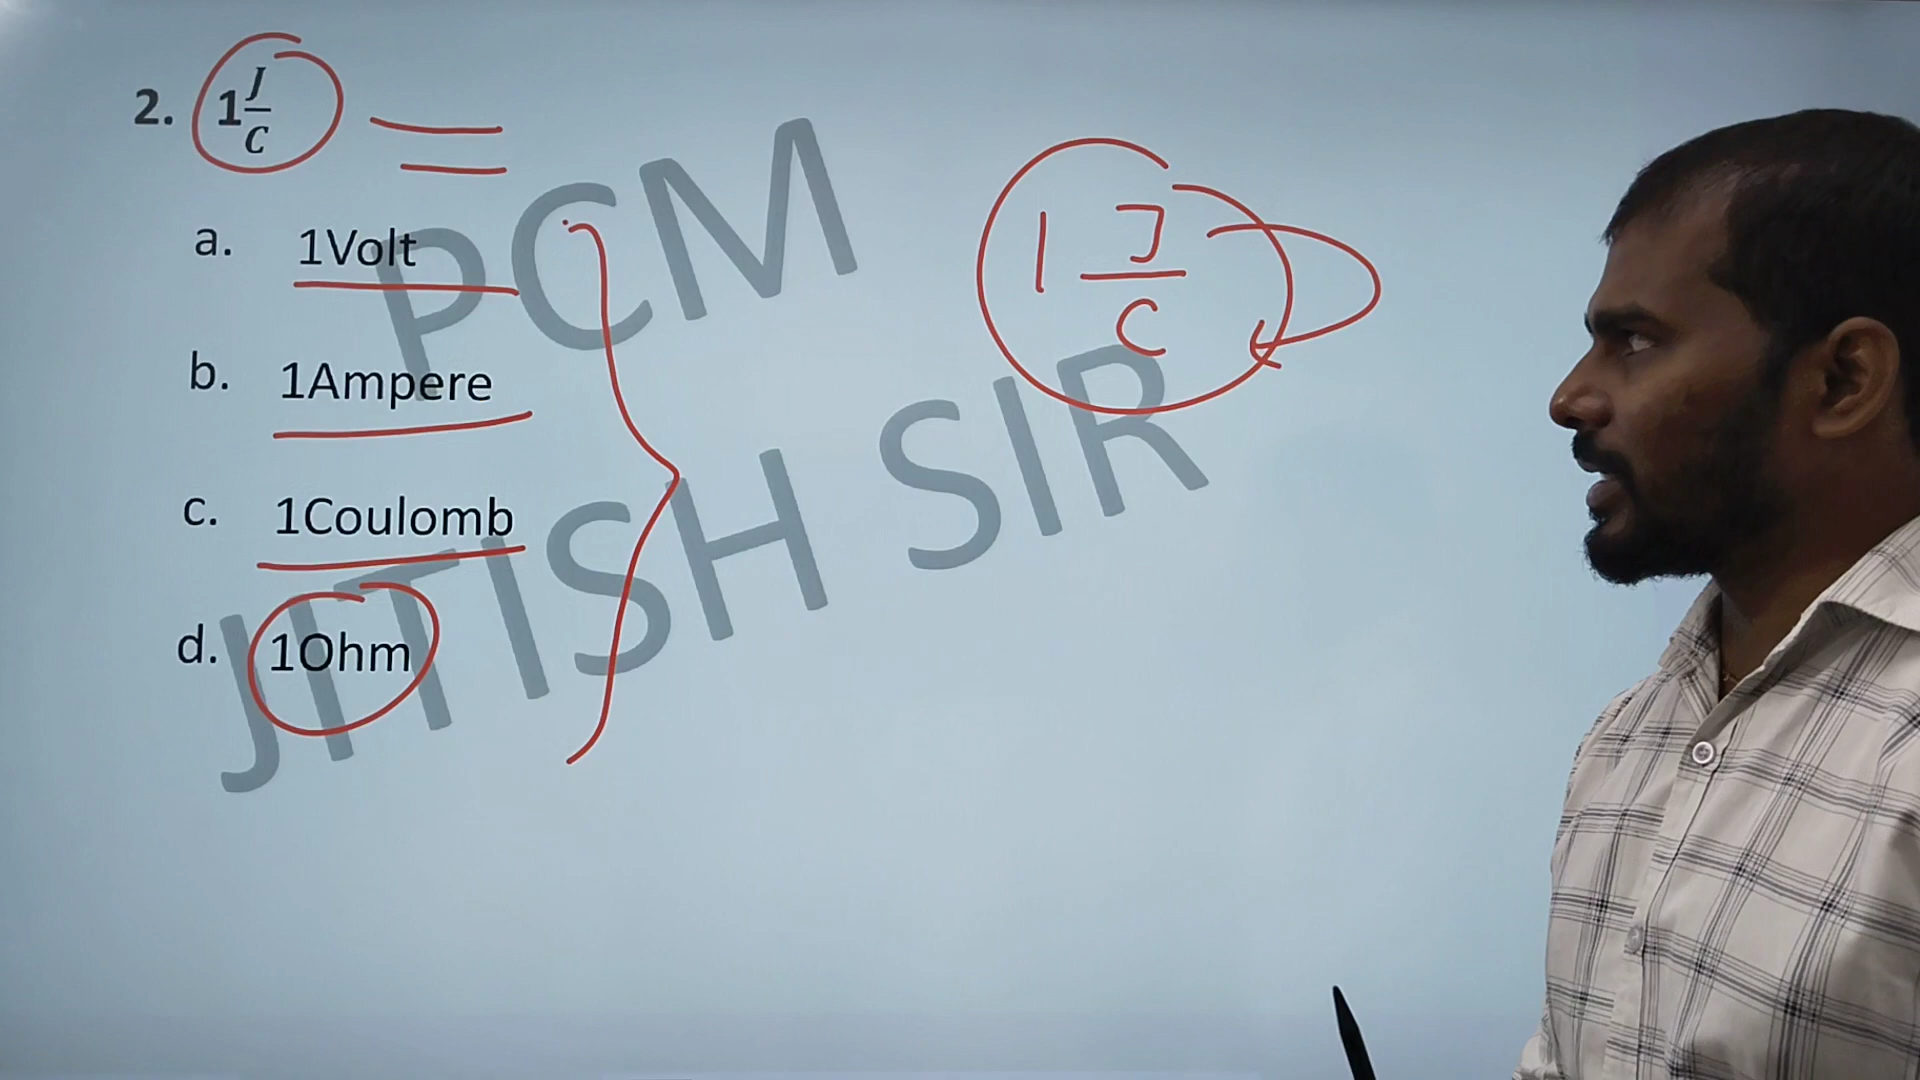 2. 1 J/C
a. 1Volt
b. 1Ampere
c. 1Coulomb
d. 1Ohm
1 J/C
PCM
JITISH SIR